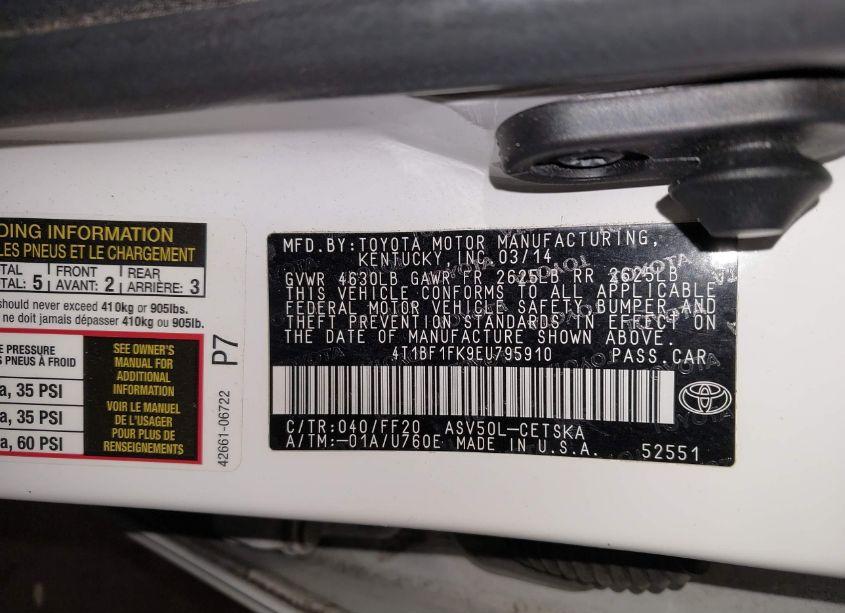 DING INFORMATION
LES PNEUS ET LE CHARGEMENT
TAL
TAL: 5
FRONT
AVANT: 2
REAR
ARRIÈRE: 3
should never exceed 410kg or 905lbs.
ne doit jamais dépasser 410kg ou 905lb.
E PRESSURE
S PNEUS À FROID
a, 35 PSI
a, 35 PSI
a, 60 PSI
SEE OWNER'S
MANUAL FOR
ADDITIONAL
INFORMATION
VOIR LE MANUEL
DE L'USAGER
POUR PLUS DE
RENSEIGNEMENTS
P7
42661-06722
MFD.BY:TOYOTA MOTOR MANUFACTURING,
KENTUCKY, INC 03/14
GVWR 4630LB GAWR FR 2625LB RR 2625LB
THIS VEHICLE CONFORMS TO ALL APPLICABLE
FEDERAL MOTOR VEHICLE SAFETY, BUMPER AND
THEFT PREVENTION STANDARDS IN EFFECT ON
THE DATE OF MANUFACTURE SHOWN ABOVE.
4T1BF1FK9EU795910 PASS.CAR
C/TR:040/FF20 ASV50L-CETSKA
A/TM:-01A/U760E MADE IN U.S.A. 52551